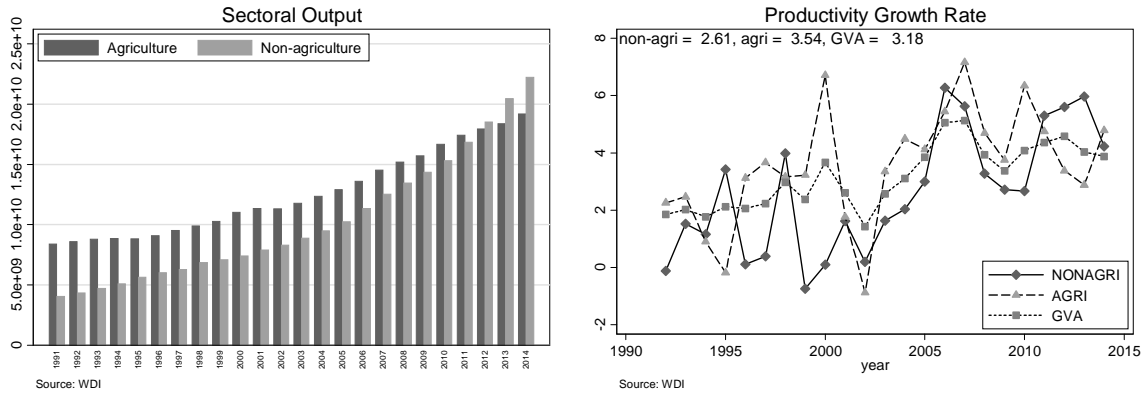 Sectoral Output
Agriculture Non-agriculture
2.5e+10
2.0e+10
1.5e+10
1.0e+10
5.0e+09
0
1991 1992 1993 1994 1995 1996 1997 1998 1999 2000 2001 2002 2003 2004 2005 2006 2007 2008 2009 2010 2011 2012 2013 2014
Source: WDI
Productivity Growth Rate
non-agri = 2.61, agri = 3.54, GVA = 3.18
8
6
4
2
0
-2
NONAGRI
AGRI
GVA
1990 1995 2000 2005 2010 2015
year
Source: WDI